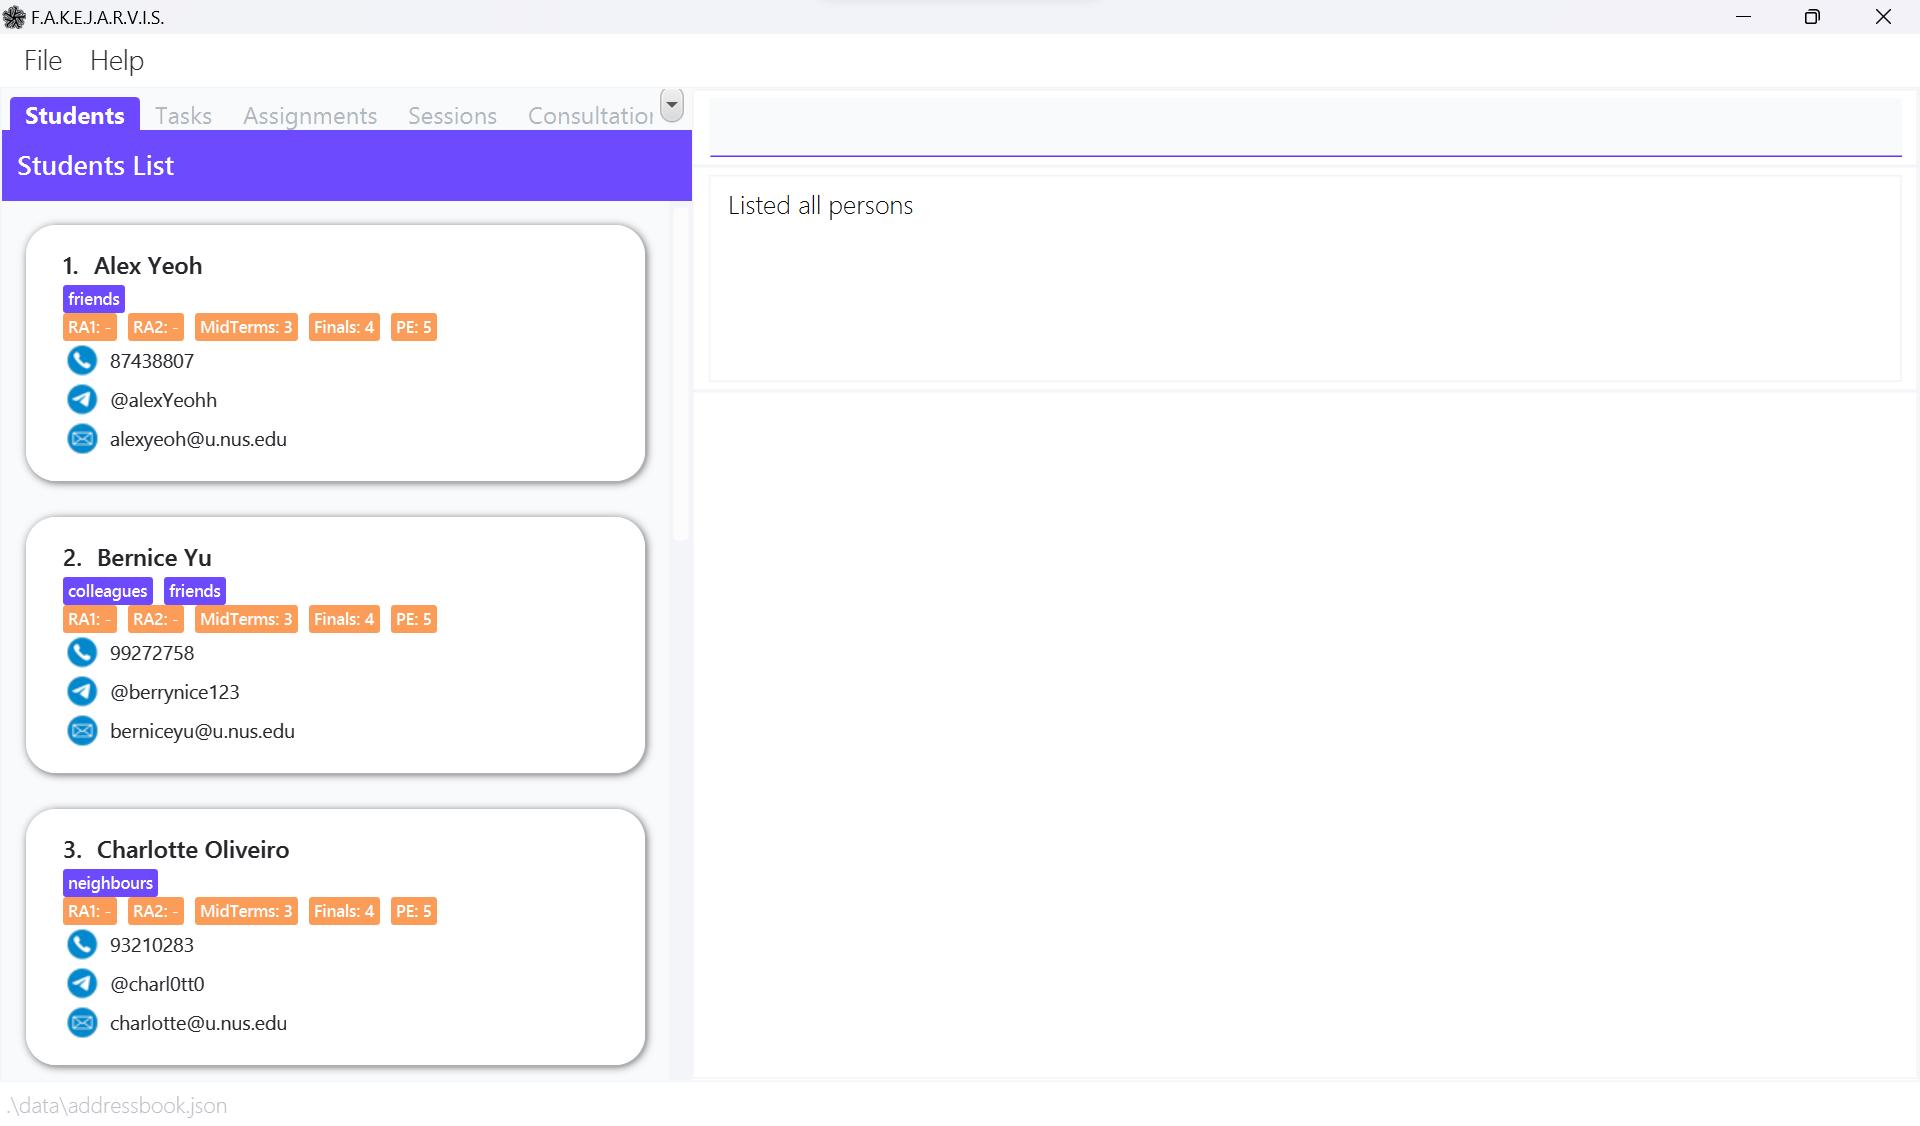 F.A.K.E.J.A.R.V.I.S.
File Help
Students Tasks Assignments Sessions Consultation
Students List
Listed all persons
1. Alex Yeoh
friends
RA1: - RA2: - MidTerms: 3 Finals: 4 PE: 5
87438807
@alexYeohh
alexyeoh@u.nus.edu
2. Bernice Yu
colleagues friends
RA1: - RA2: - MidTerms: 3 Finals: 4 PE: 5
99272758
@berrynice123
berniceyu@u.nus.edu
3. Charlotte Oliveiro
neighbours
RA1: - RA2: - MidTerms: 3 Finals: 4 PE: 5
93210283
@charl0tt0
charlotte@u.nus.edu
.\data\addressbook.json